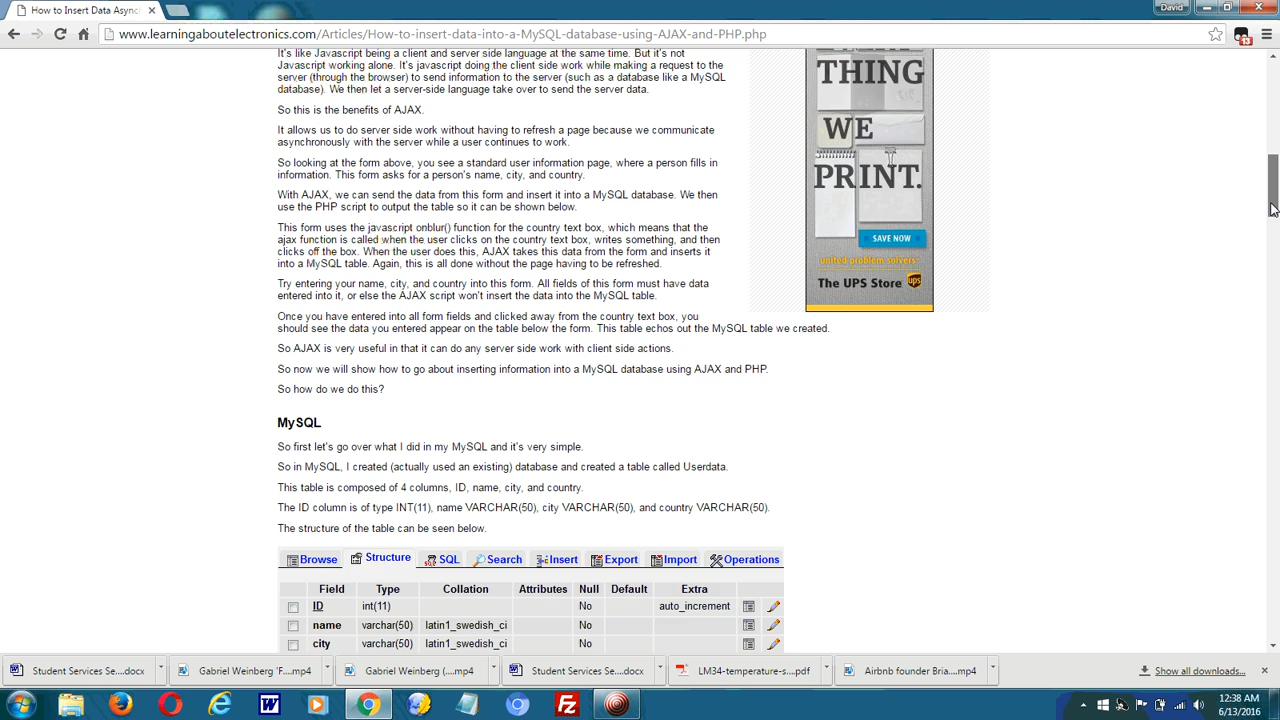 How to Insert Data Async
David
www.learningaboutelectronics.com/Articles/How-to-insert-data-into-a-MySQL-database-using-AJAX-and-PHP.php
13
It's like Javascript being a client and server side language at the same time. But it's not
Javascript working alone. It's javascript doing the client side work while making a request to the
server (through the browser) to send information to the server (such as a database like a MySQL
database). We then let a server-side language take over to send the server data.
So this is the benefits of AJAX.
It allows us to do server side work without having to refresh a page because we communicate
asynchronously with the server while a user continues to work.
So looking at the form above, you see a standard user information page, where a person fills in
information. This form asks for a person's name, city, and country.
With AJAX, we can send the data from this form and insert it into a MySQL database. We then
use the PHP script to output the table so it can be shown below.
This form uses the javascript onblur() function for the country text box, which means that the
ajax function is called when the user clicks on the country text box, writes something, and then
clicks off the box. When the user does this, AJAX takes this data from the form and inserts it
into a MySQL table. Again, this is all done without the page having to be refreshed.
Try entering your name, city, and country into this form. All fields of this form must have data
entered into it, or else the AJAX script won't insert the data into the MySQL table.
Once you have entered into all form fields and clicked away from the country text box, you
should see the data you entered appear on the table below the form. This table echos out the MySQL table we created.
So AJAX is very useful in that it can do any server side work with client side actions.
So now we will show how to go about inserting information into a MySQL database using AJAX and PHP.
So how do we do this?
THING
WE
PRINT.
SAVE NOW
united problem solvers
The UPS Store
ups
MySQL
So first let's go over what I did in my MySQL and it's very simple.
So in MySQL, I created (actually used an existing) database and created a table called Userdata.
This table is composed of 4 columns, ID, name, city, and country.
The ID column is of type INT(11), name VARCHAR(50), city VARCHAR(50), and country VARCHAR(50).
The structure of the table can be seen below.
Browse Structure SQL Search Insert Export Import Operations
Field Type Collation Attributes Null Default Extra
ID int(11) No auto_increment
name varchar(50) latin1_swedish_ci No
city varchar(50) latin1_swedish_ci No
Student Services Se....docx Gabriel Weinberg 'F....mp4 Gabriel Weinberg (....mp4 Student Services Se....docx LM34-temperature-s....pdf Airbnb founder Bria....mp4 Show all downloads...
12:38 AM
6/13/2016